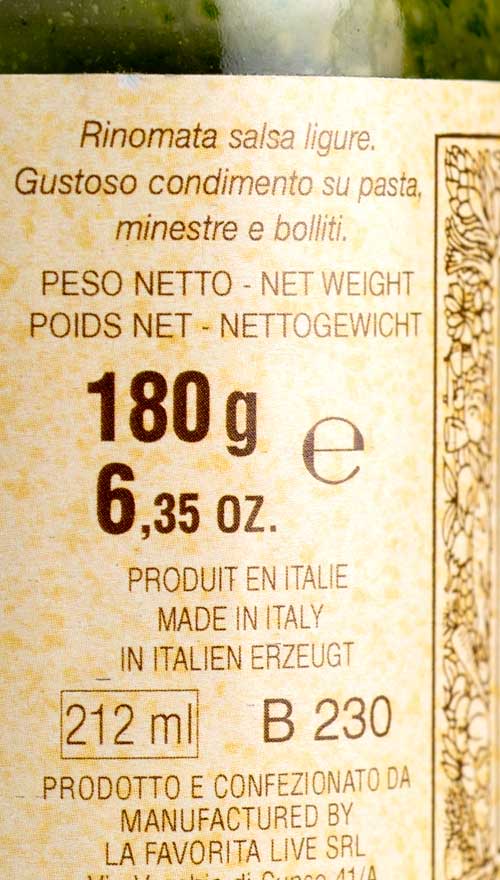 Rinomata salsa ligure.
Gustoso condimento su pasta,
minestre e bolliti.
PESO NETTO - NET WEIGHT
POIDS NET - NETTOGEWICHT
180 g
6,35 OZ. ℮
PRODUIT EN ITALIE
MADE IN ITALY
IN ITALIEN ERZEUGT
212 ml B 230
PRODOTTO E CONFEZIONATO DA
MANUFACTURED BY
LA FAVORITA LIVE SRL